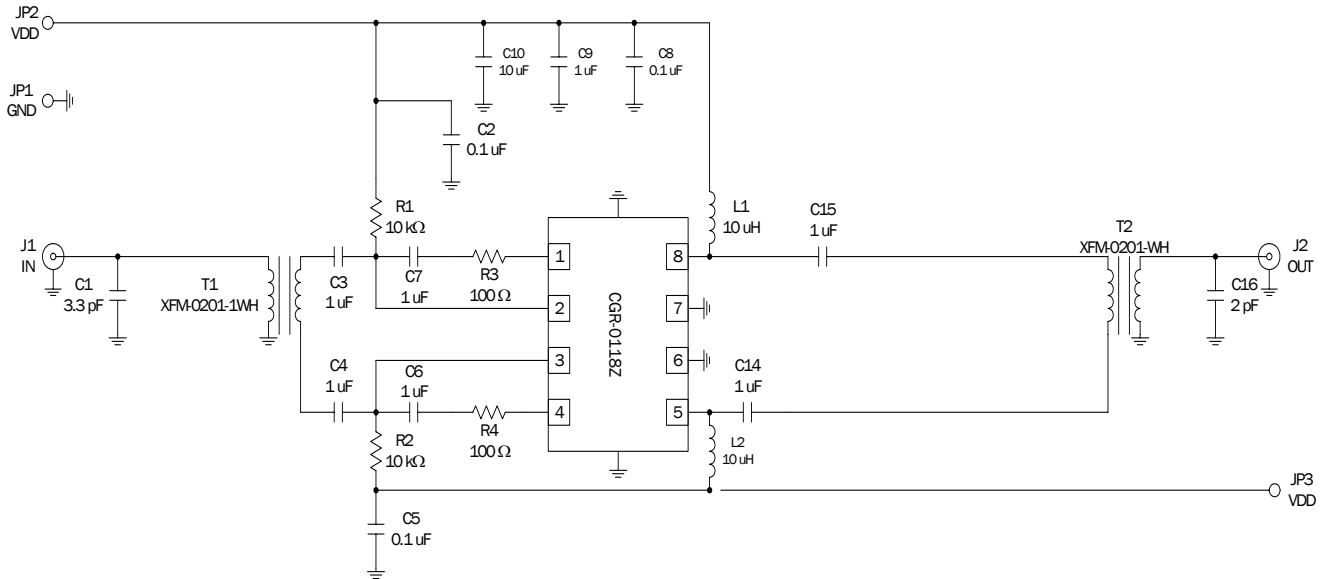 JP2
VDD
C10
10 uF
C9
1 uF
C8
0.1 uF
JP1
GND
C2
0.1 uF
R1
10 kΩ
L1
10 uH
C15
1 uF
T2
XFM-0201-WH
J1
IN
C1
3.3 pF
T1
XFM-0201-1WH
C3
1 uF
C7
1 uF
R3
100 Ω
1
8
J2
OUT
C16
2 pF
2
7
CGR-0118Z
3
6
C4
1 uF
C6
1 uF
C14
1 uF
4
5
R2
10 kΩ
R4
100 Ω
L2
10 uH
JP3
VDD
C5
0.1 uF